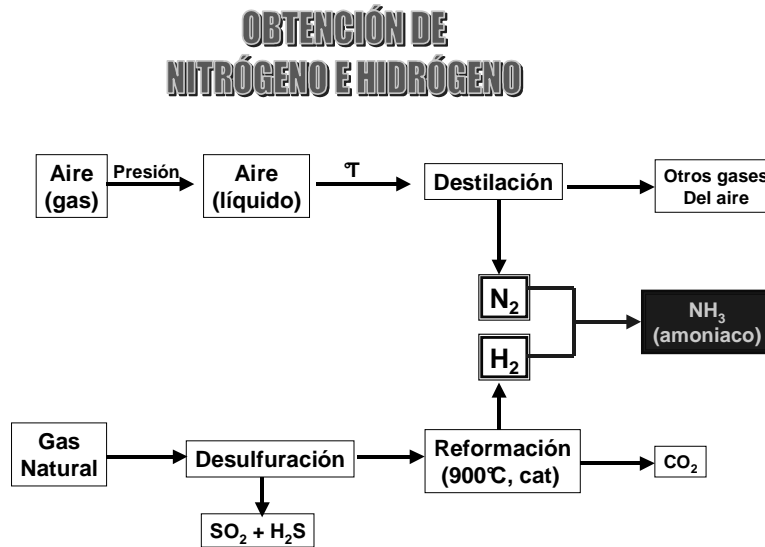 OBTENCIÓN DE
NITRÓGENO E HIDRÓGENO
Aire
(gas)
Presión
Aire
(líquido)
°T
Destilación
Otros gases
Del aire
N₂
H₂
NH₃
(amoniaco)
Gas
Natural
Desulfuración
Reformación
(900°C, cat)
CO₂
SO₂ + H₂S